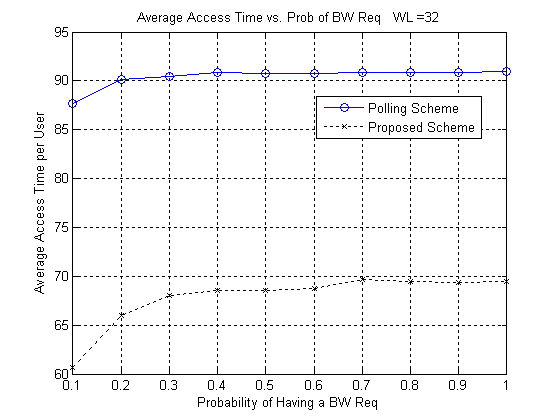 Average Access Time vs. Prob of BW Req   WL =32
95
90
85
80
75
70
65
60
Average Access Time per User
Polling Scheme
Proposed Scheme
0.1 0.2 0.3 0.4 0.5 0.6 0.7 0.8 0.9 1
Probability of Having a BW Req